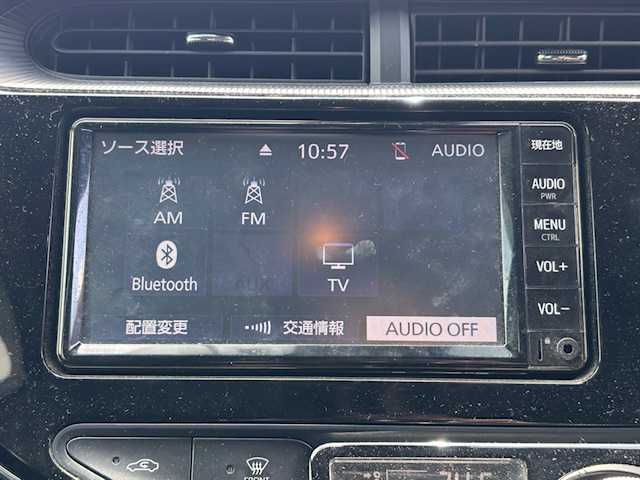 ソース選択 10:57 AUDIO
現在地
AUDIO
PWR
AM FM
MENU
CTRL
VOL+
Bluetooth AUX TV
VOL-
配置変更 交通情報 AUDIO OFF
FRONT